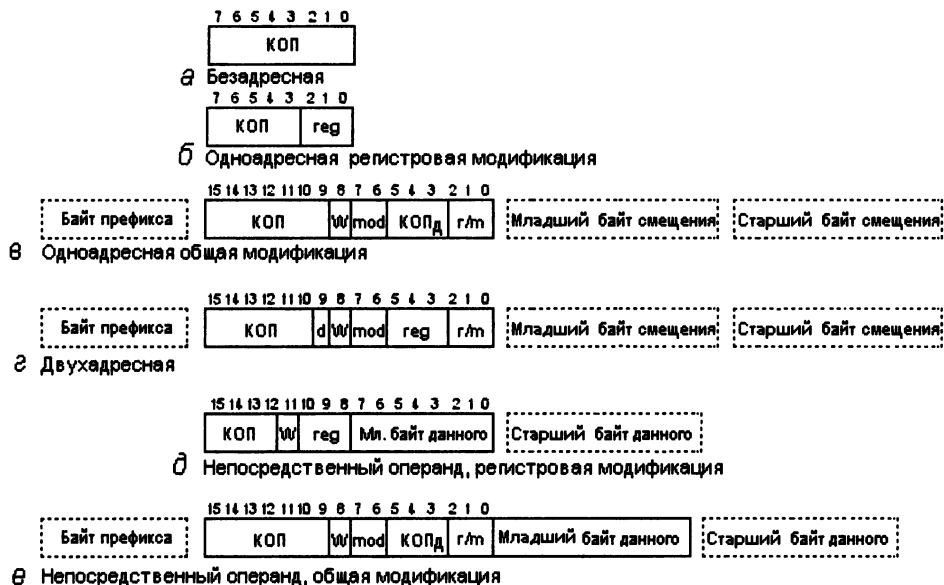 7 6 5 4 3 2 1 0
КОП
а Безадресная
7 6 5 4 3 2 1 0
КОП reg
б Одноадресная регистровая модификация
15 14 13 12 11 10 9 8 7 6 5 4 3 2 1 0
Байт префикса КОП W mod КОПд r/m Младший байт смещения Старший байт смещения
в Одноадресная общая модификация
15 14 13 12 11 10 9 8 7 6 5 4 3 2 1 0
Байт префикса КОП d W mod reg r/m Младший байт смещения Старший байт смещения
г Двухадресная
15 14 13 12 11 10 9 8 7 6 5 4 3 2 1 0
КОП W reg Мл. байт данного Старший байт данного
д Непосредственный операнд, регистровая модификация
15 14 13 12 11 10 9 8 7 6 5 4 3 2 1 0
Байт префикса КОП W mod КОПд r/m Младший байт данного Старший байт данного
е Непосредственный операнд, общая модификация